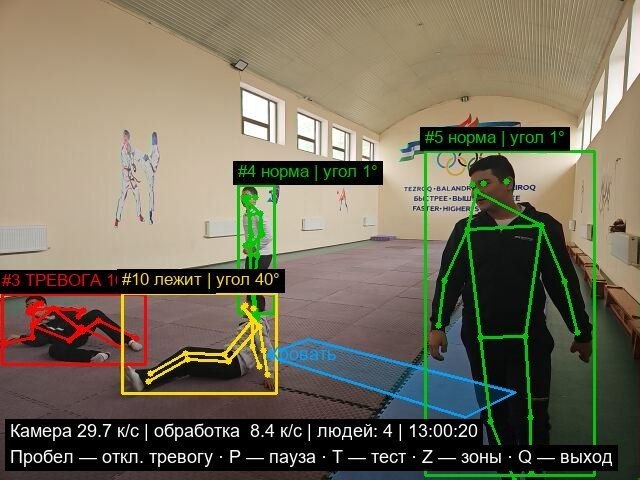 #5 норма | угол 1°
#4 норма | угол 1°
TEZROQ • BALANDR
ZIROQ
БЫСТРЕЕ • ВЫШ
FASTER • HIGHER
#3 ТРЕВОГА
#10 лежит | угол 40°
кровать
Камера 29.7 к/с | обработка 8.4 к/с | людей: 4 | 13:00:20
Пробел — откл. тревогу · P — пауза · T — тест · Z — зоны · Q — выход